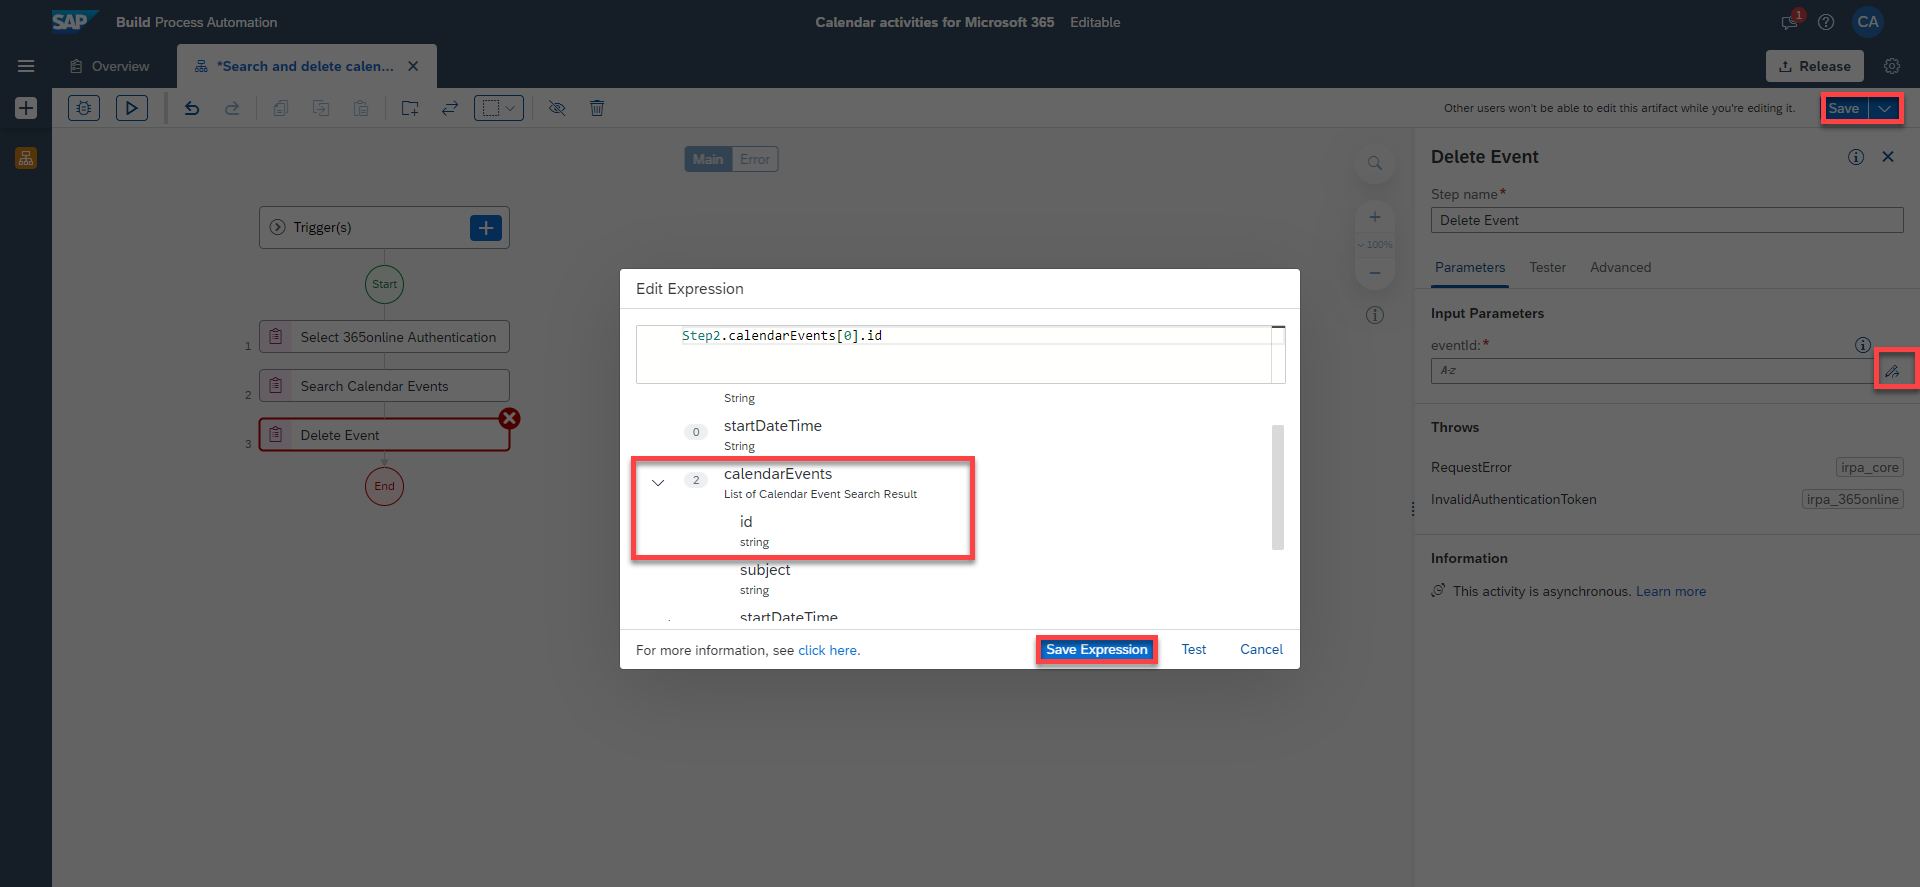 SAP Build Process Automation
Calendar activities for Microsoft 365 Editable
1
CA
Overview
*Search and delete calen...
Release
Other users won't be able to edit this artifact while you're editing it.
Save
Main Error
Trigger(s)
Start
1 Select 365online Authentication
2 Search Calendar Events
3 Delete Event
End
100%
Edit Expression
Step2.calendarEvents[0].id
String
0 startDateTime
String
2 calendarEvents
List of Calendar Event Search Result
id
string
subject
string
startDateTime
For more information, see click here.
Save Expression Test Cancel
Delete Event
Step name*
Delete Event
Parameters Tester Advanced
Input Parameters
eventId:*
A-z
Throws
RequestError irpa_core
InvalidAuthenticationToken irpa_365online
Information
This activity is asynchronous. Learn more